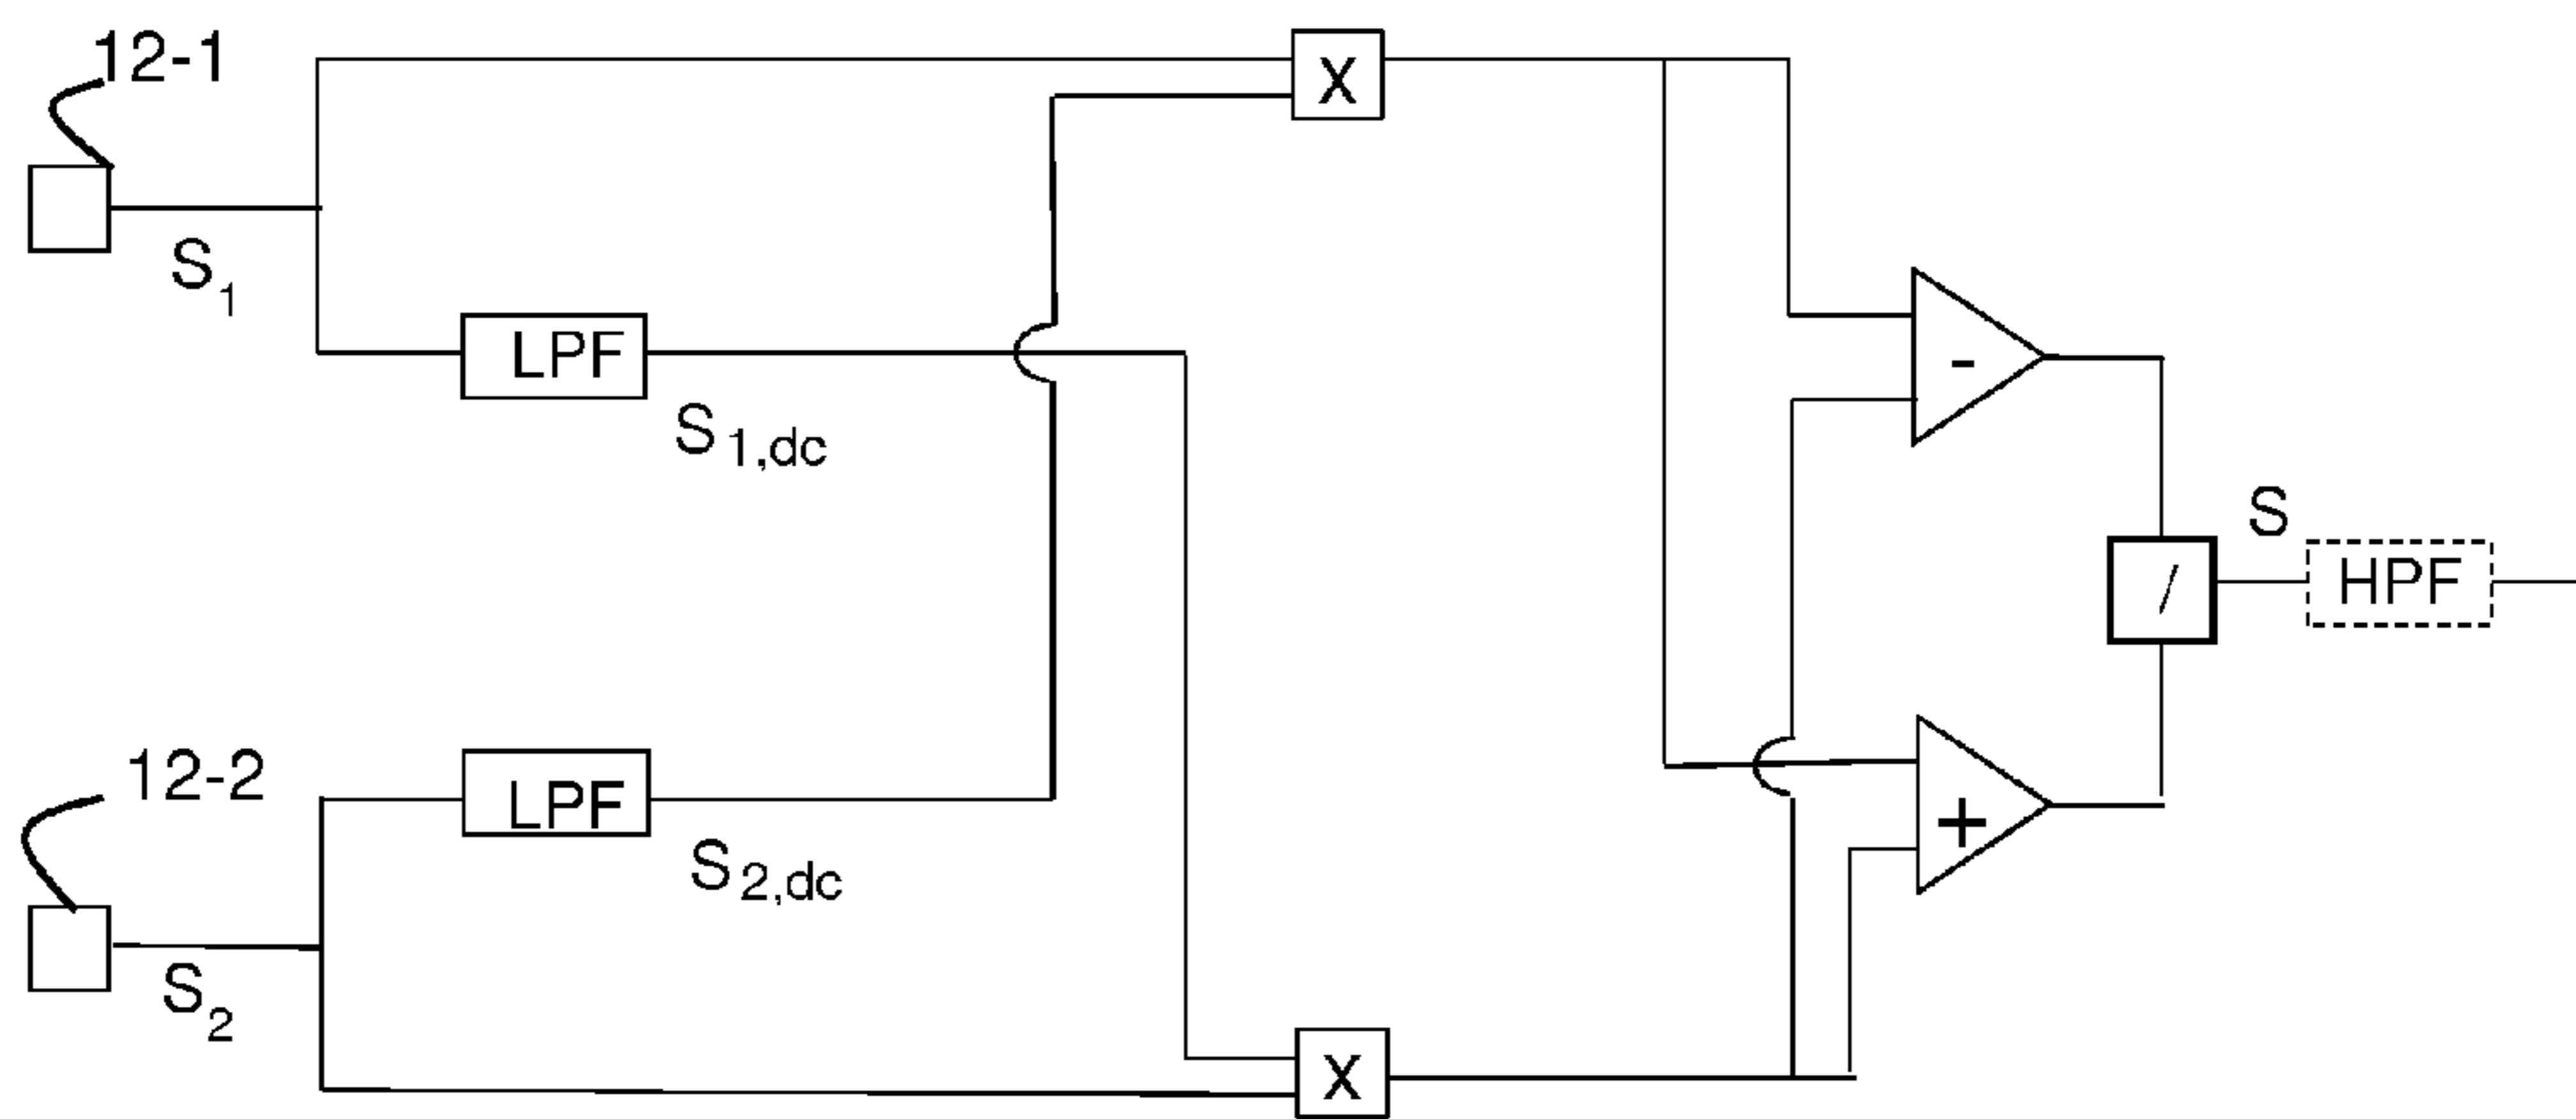 12-1
X
S1
LPF
-
S1,dc
S
/
HPF
12-2
LPF
+
S2,dc
S2
X